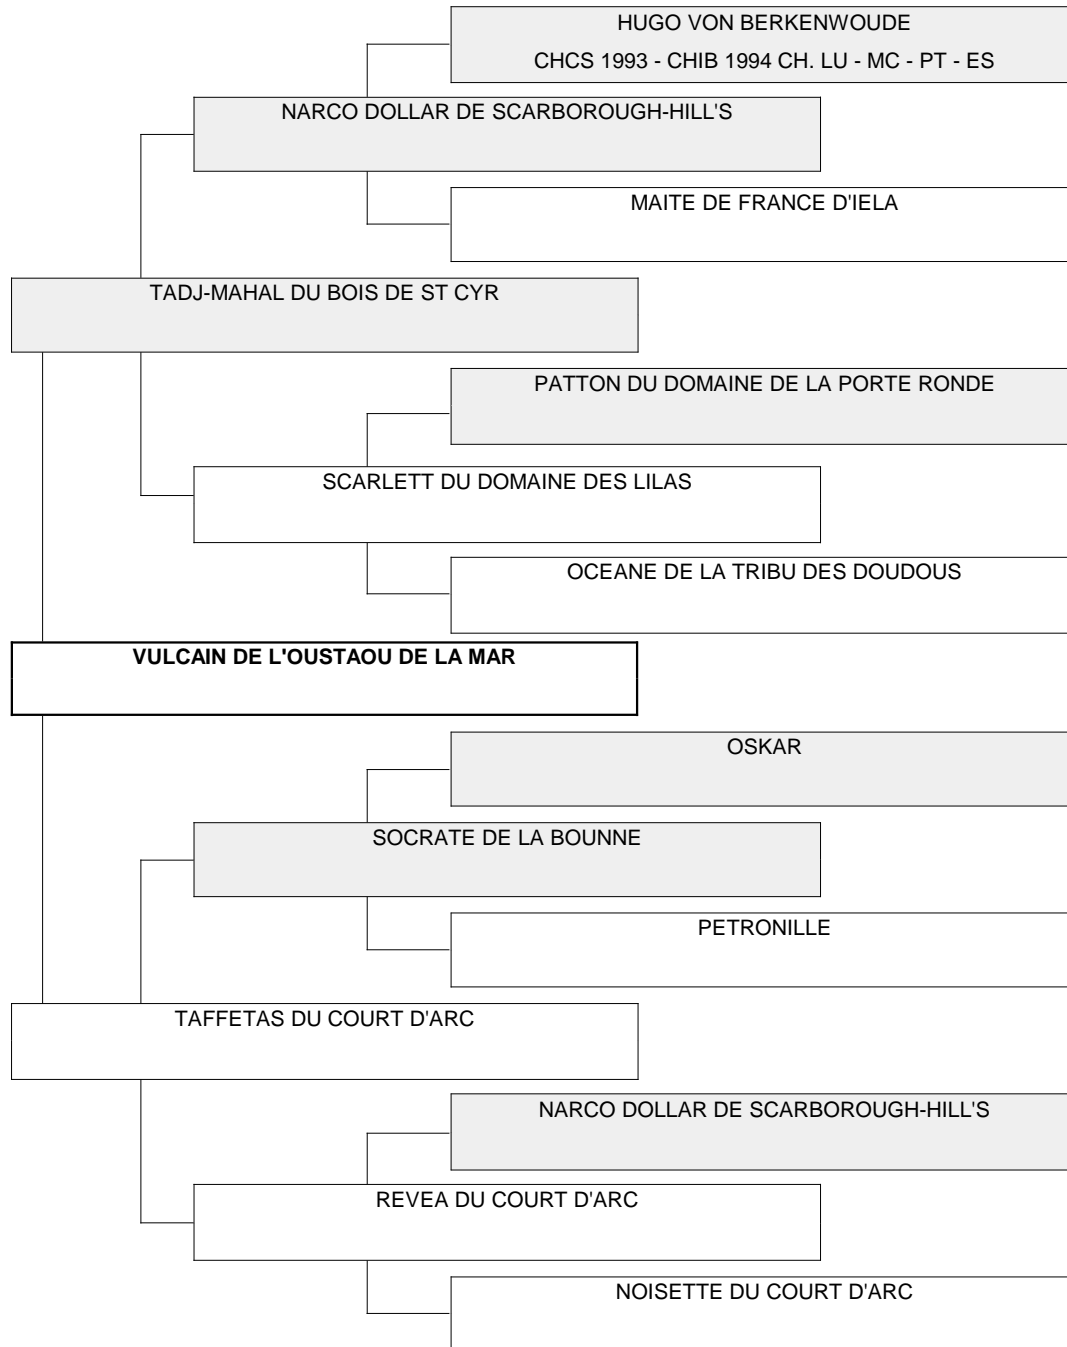 HUGO VON BERKENWOUDE
CHCS 1993 - CHIB 1994 CH. LU - MC - PT - ES
NARCO DOLLAR DE SCARBOROUGH-HILL'S
MAITE DE FRANCE D'IELA
TADJ-MAHAL DU BOIS DE ST CYR
PATTON DU DOMAINE DE LA PORTE RONDE
SCARLETT DU DOMAINE DES LILAS
OCEANE DE LA TRIBU DES DOUDOUS
VULCAIN DE L'OUSTAOU DE LA MAR
OSKAR
SOCRATE DE LA BOUNNE
PETRONILLE
TAFFETAS DU COURT D'ARC
NARCO DOLLAR DE SCARBOROUGH-HILL'S
REVEA DU COURT D'ARC
NOISETTE DU COURT D'ARC